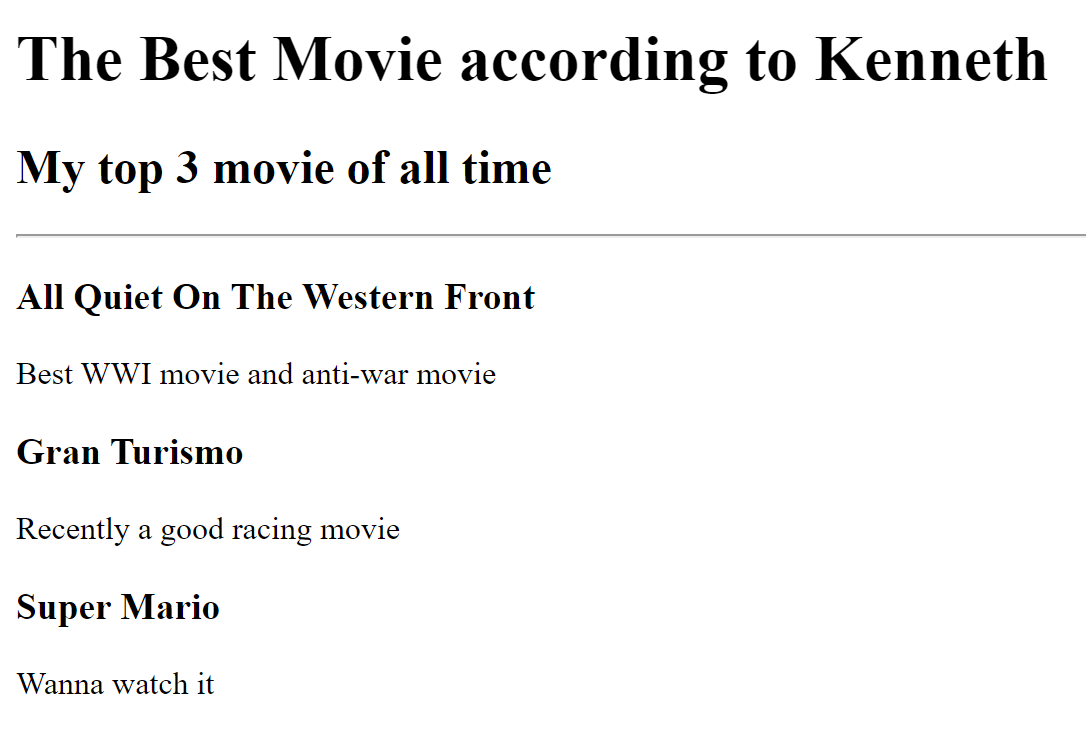 The Best Movie according to Kenneth
My top 3 movie of all time
All Quiet On The Western Front
Best WWI movie and anti-war movie
Gran Turismo
Recently a good racing movie
Super Mario
Wanna watch it